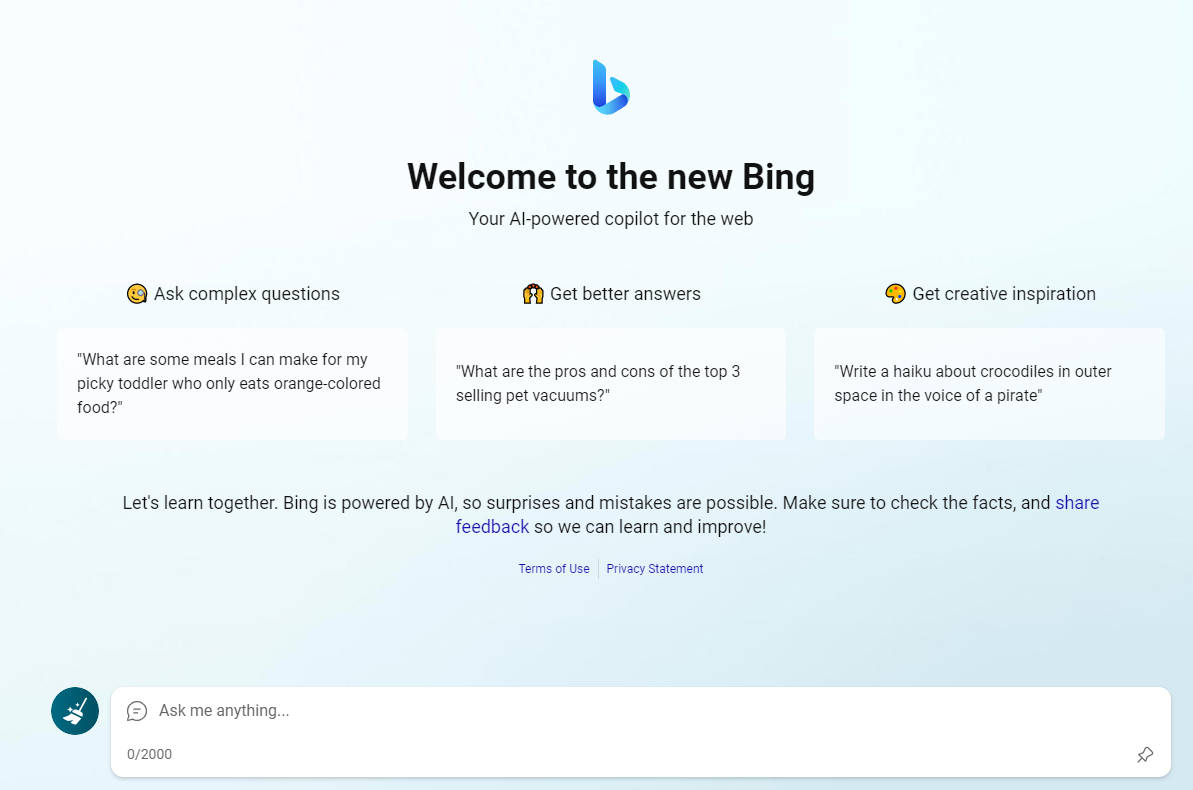 Welcome to the new Bing
Your AI-powered copilot for the web
Ask complex questions
"What are some meals I can make for my
picky toddler who only eats orange-colored
food?"
Get better answers
"What are the pros and cons of the top 3
selling pet vacuums?"
Get creative inspiration
"Write a haiku about crocodiles in outer
space in the voice of a pirate"
Let's learn together. Bing is powered by AI, so surprises and mistakes are possible. Make sure to check the facts, and share
feedback so we can learn and improve!
Terms of Use Privacy Statement
Ask me anything...
0/2000